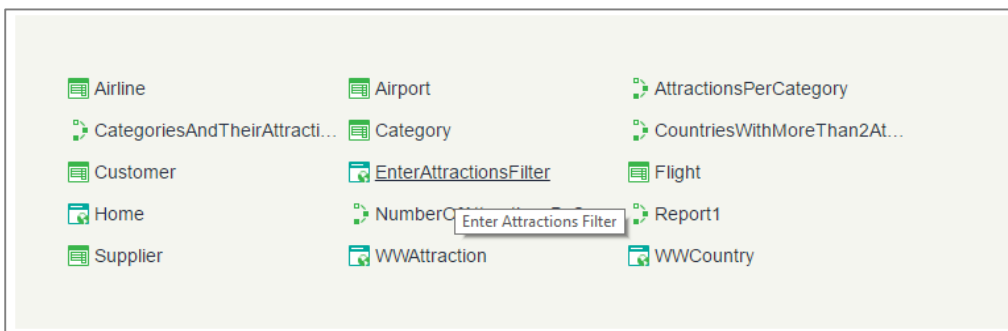 Airline Airport AttractionsPerCategory
CategoriesAndTheirAttracti... Category CountriesWithMoreThan2At...
Customer EnterAttractionsFilter Flight
Home Report1
Enter Attractions Filter
Supplier WWAttraction WWCountry